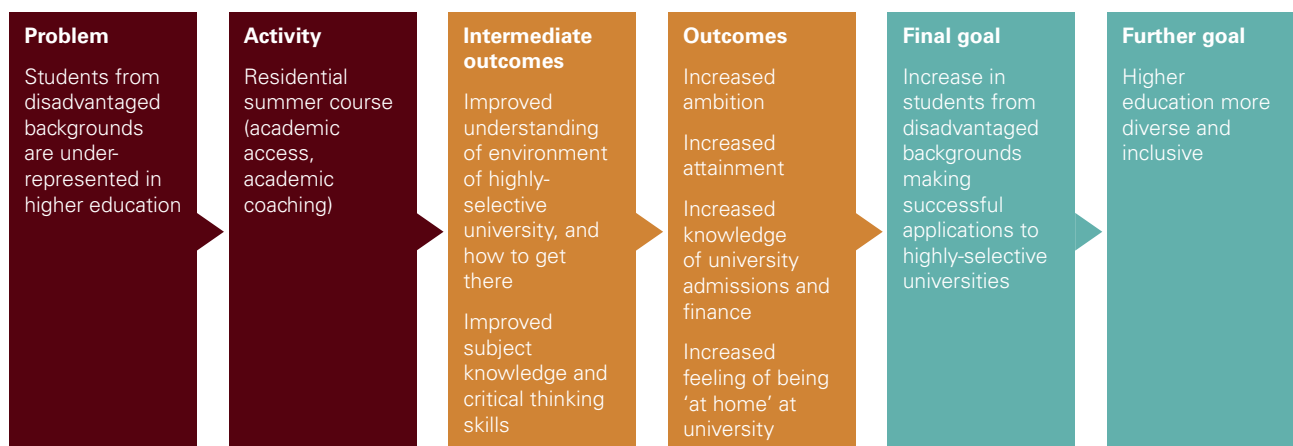 Problem
Students from
disadvantaged
backgrounds
are under-
represented in
higher education
Activity
Residential
summer course
(academic
access,
academic
coaching)
Intermediate
outcomes
Improved
understanding
of environment
of highly-
selective
university, and
how to get
there
Improved
subject
knowledge and
critical thinking
skills
Outcomes
Increased
ambition
Increased
attainment
Increased
knowledge
of university
admissions and
finance
Increased
feeling of being
‘at home’ at
university
Final goal
Increase in
students from
disadvantaged
backgrounds
making
successful
applications to
highly-selective
universities
Further goal
Higher
education more
diverse and
inclusive